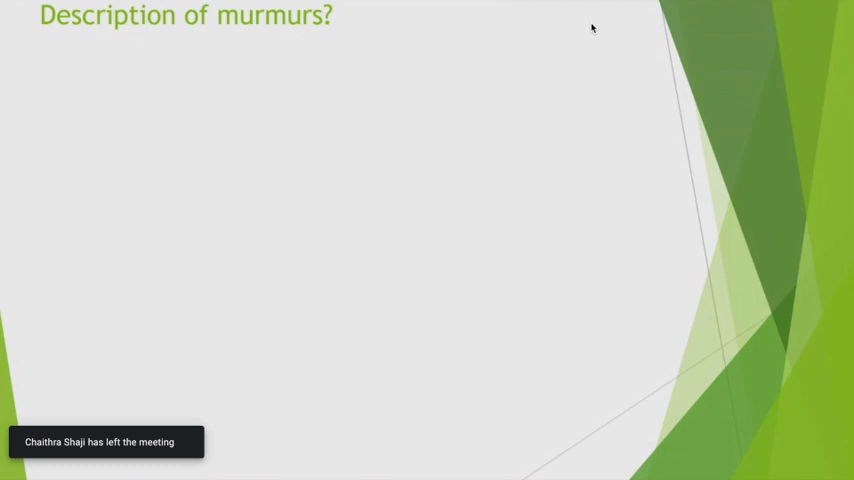 Description of murmurs?
Chaithra Shaji has left the meeting